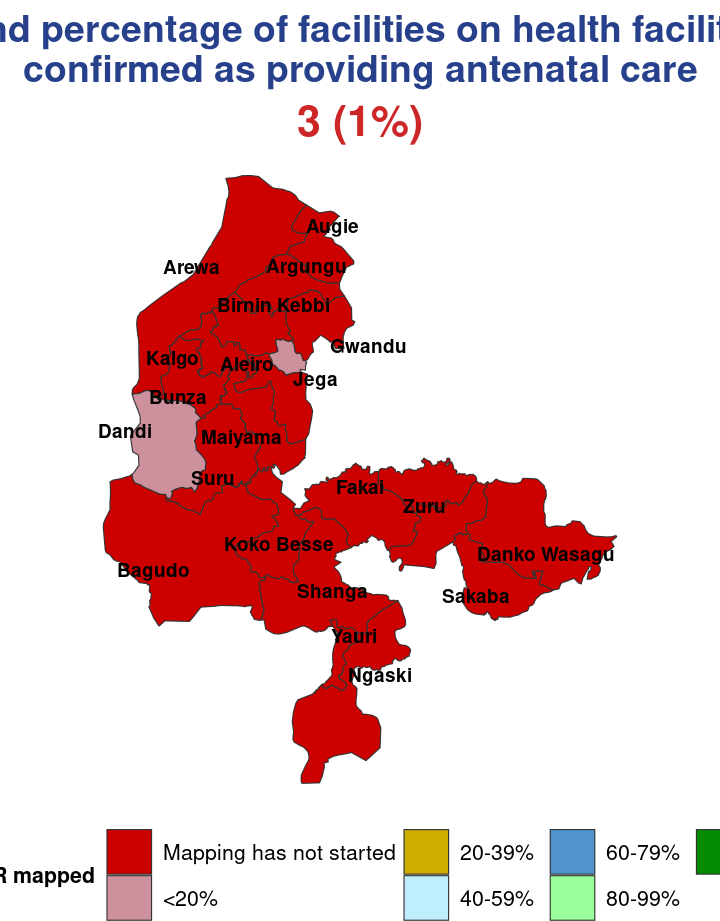 nd percentage of facilities on health facilit
confirmed as providing antenatal care
3 (1%)
Augie
Arewa
Argungu
Birnin Kebbi
Gwandu
Kalgo
Aleiro
Jega
Bunza
Dandi
Maiyama
Suru
Fakai
Zuru
Koko Besse
Danko Wasagu
Bagudo
Shanga
Sakaba
Yauri
Ngaski
R mapped
Mapping has not started
20-39%
60-79%
<20%
40-59%
80-99%